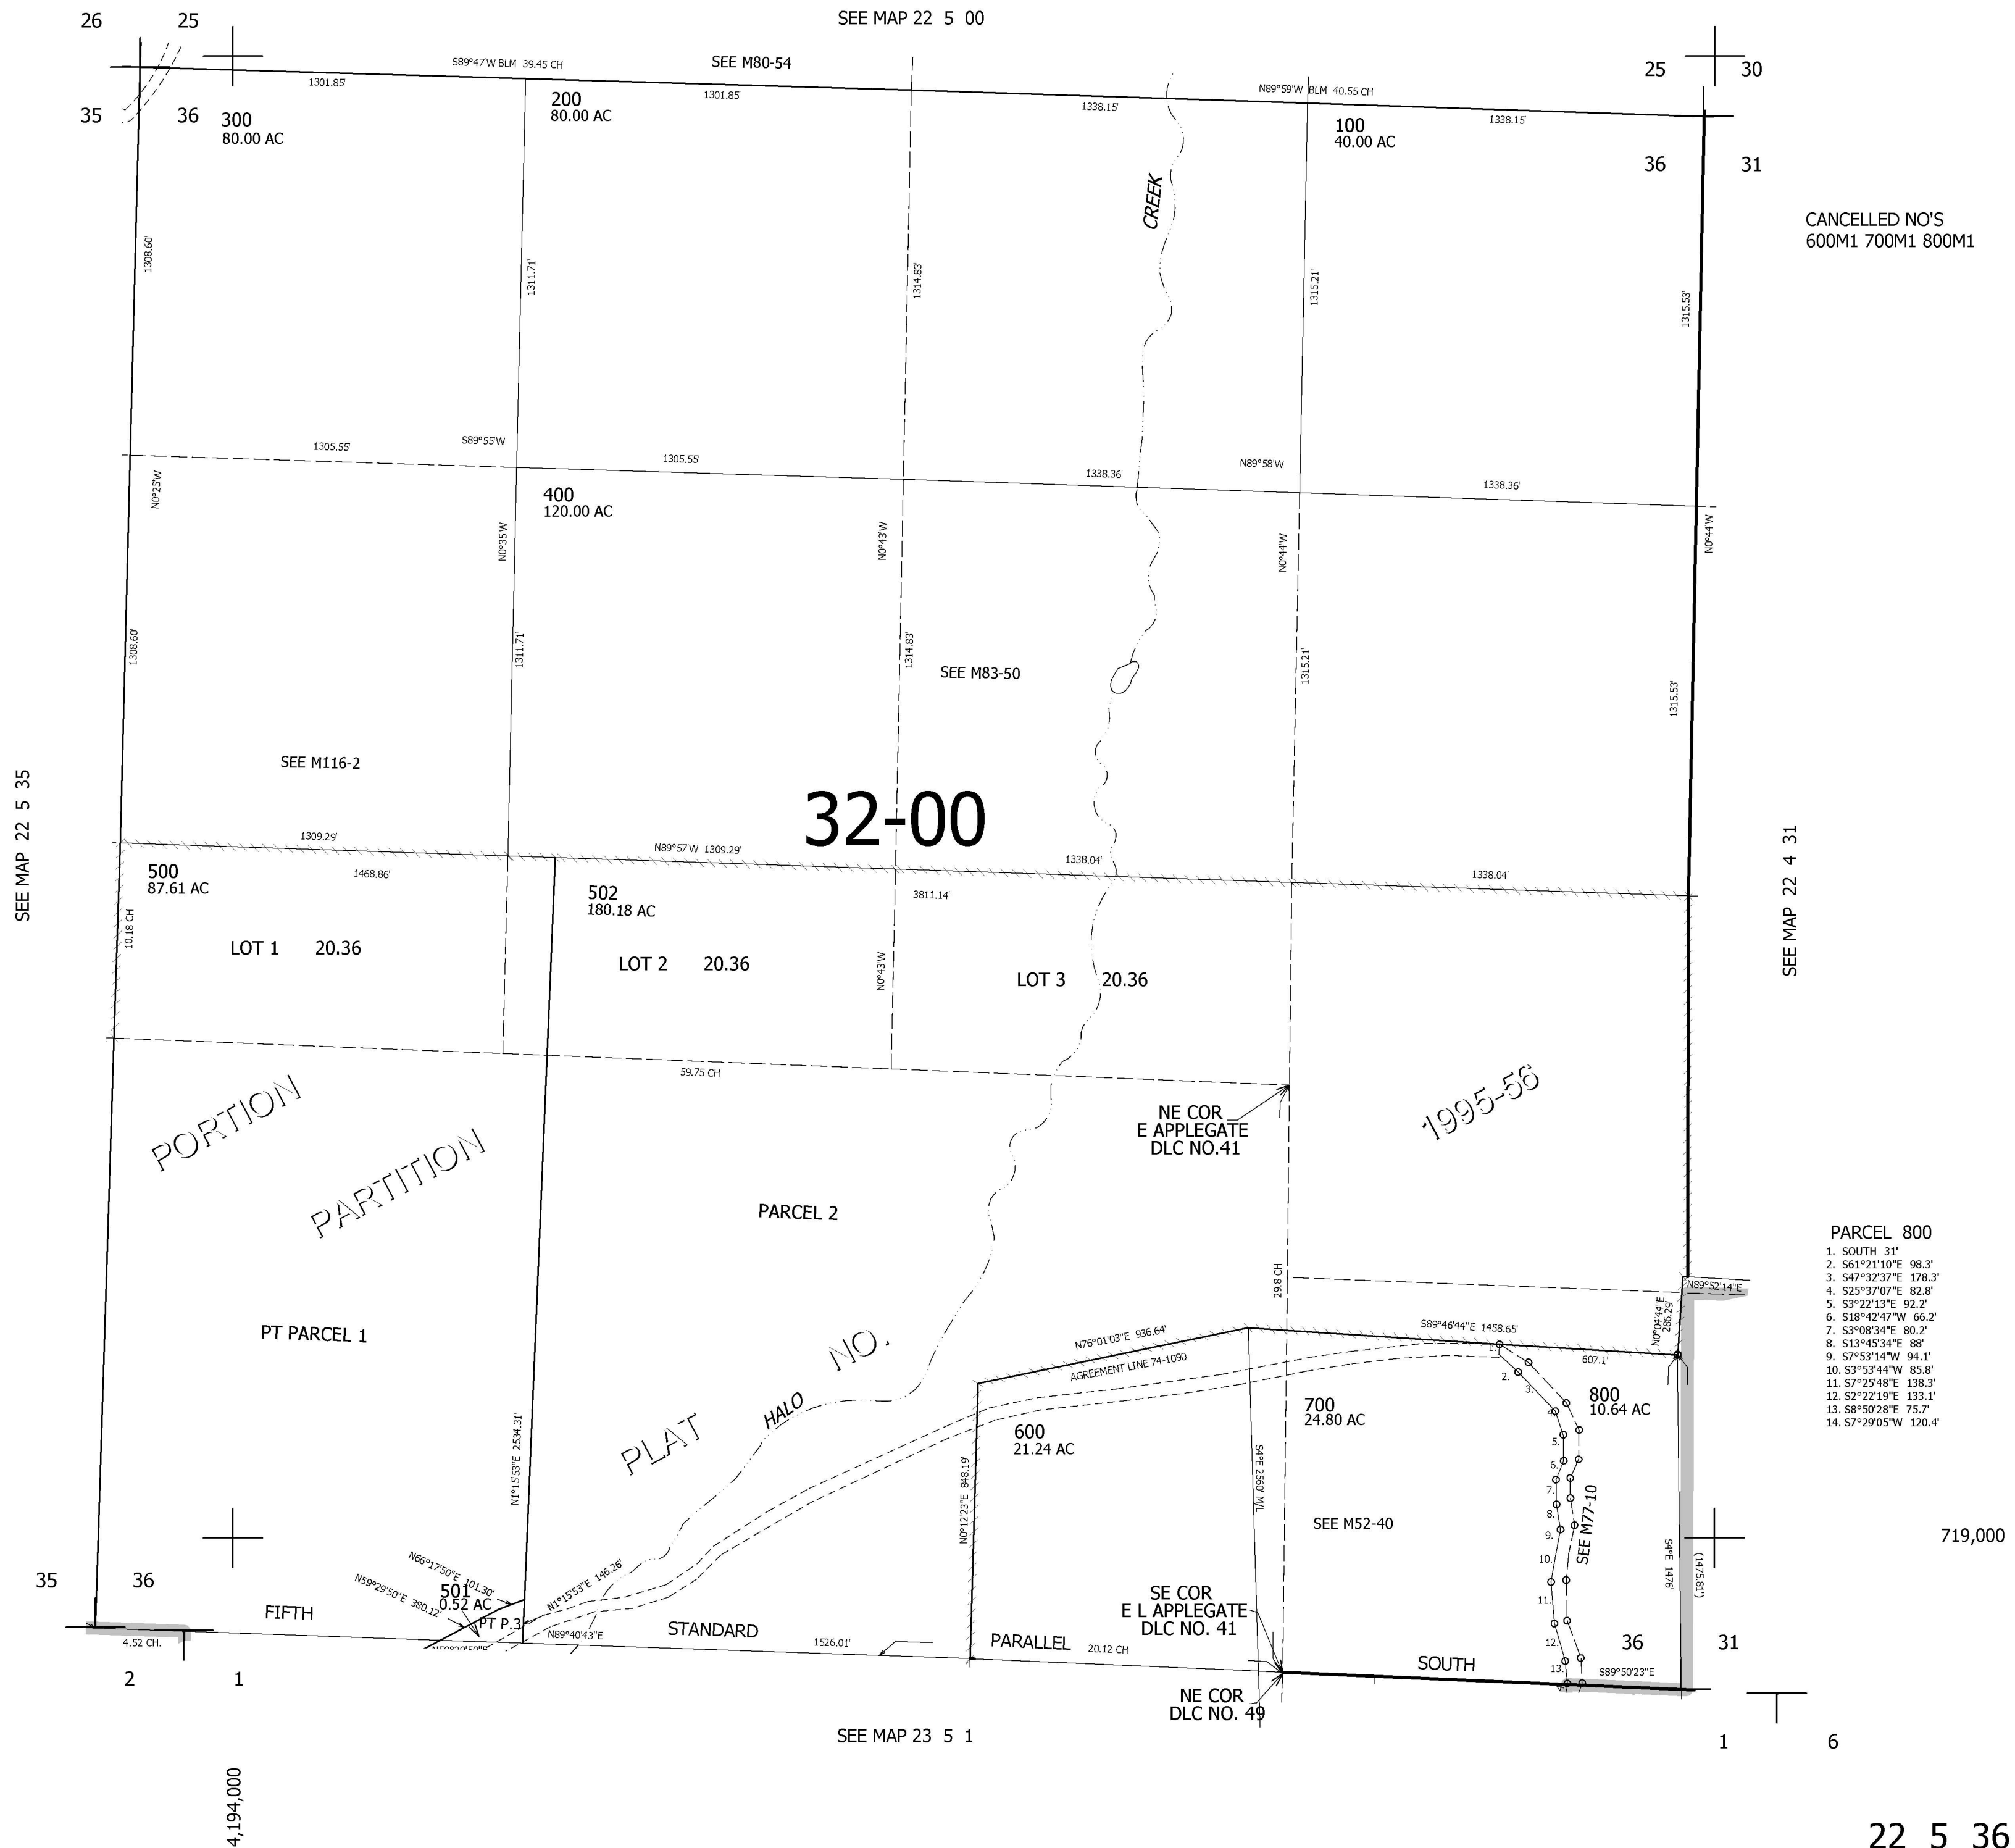 SEE MAP 22 5 00
26 25
S89°47'W BLM 39.45 CH
SEE M80-54
N89°59'W BLM 40.55 CH
25 30
1301.85'
1301.85'
1338.15'
1338.15'
35 36
300
80.00 AC
200
80.00 AC
100
40.00 AC
36 31
CREEK
CANCELLED NO'S
600M1 700M1 800M1
1308.60'
1311.71'
1314.83'
1315.21'
1315.53'
1305.55'
S89°55'W
1305.55'
1338.36'
N89°58'W
1338.36'
400
120.00 AC
N0°25'W
N0°35'W
N0°43'W
N0°44'W
N0°44'W
1308.60'
1311.71'
1314.83'
1315.21'
1315.53'
SEE M83-50
SEE M116-2
32-00
SEE MAP 22 5 35
SEE MAP 22 4 31
1309.29'
N89°57'W 1309.29'
1338.04'
1338.04'
500
87.61 AC
1468.86'
502
180.18 AC
3811.14'
10.18 CH
LOT 1 20.36
LOT 2 20.36
N0°43'W
LOT 3 20.36
59.75 CH
PORTION
PARTITION
1995-56
NE COR
E APPLEGATE
DLC NO.41
PARCEL 2
PT PARCEL 1
PLAT NO.
HALO
29.8 CH
N89°52'14"E
N0°04'44"E
286.29'
PARCEL 800
1. SOUTH 31'
2. S61°21'10"E 98.3'
3. S47°32'37"E 178.3'
4. S25°37'07"E 82.8'
5. S3°22'13"E 92.2'
6. S18°42'47"W 66.2'
7. S3°08'34"E 80.2'
8. S13°45'34"E 88'
9. S7°53'14"W 94.1'
10. S3°53'44"W 85.8'
11. S7°25'48"E 138.3'
12. S2°22'19"E 133.1'
13. S8°50'28"E 75.7'
14. S7°29'05"W 120.4'
N76°01'03"E 936.64'
AGREEMENT LINE 74-1090
S89°46'44"E 1458.65'
607.1'
1.
2.
3.
4.
5.
6.
7.
8.
9.
10.
11.
12.
13.
600
21.24 AC
700
24.80 AC
800
10.64 AC
N1°15'53"E 2534.31'
N0°12'23"E 848.19'
S4°E 2560' M/L
SEE M52-40
SEE M77-10
S4°E 1476'
(1475.81')
719,000
N66°17'50"E 101.30'
N59°29'50"E 380.12'
N1°15'53"E 146.26'
501
0.52 AC
PT P.3
35 36
FIFTH
STANDARD
PARALLEL
SOUTH
4.52 CH.
N89°40'43"E
1526.01'
20.12 CH
SE COR
E L APPLEGATE
DLC NO. 41
36 31
S89°50'23"E
2 1
NE COR
DLC NO. 49
SEE MAP 23 5 1
1 6
4,194,000
22 5 36